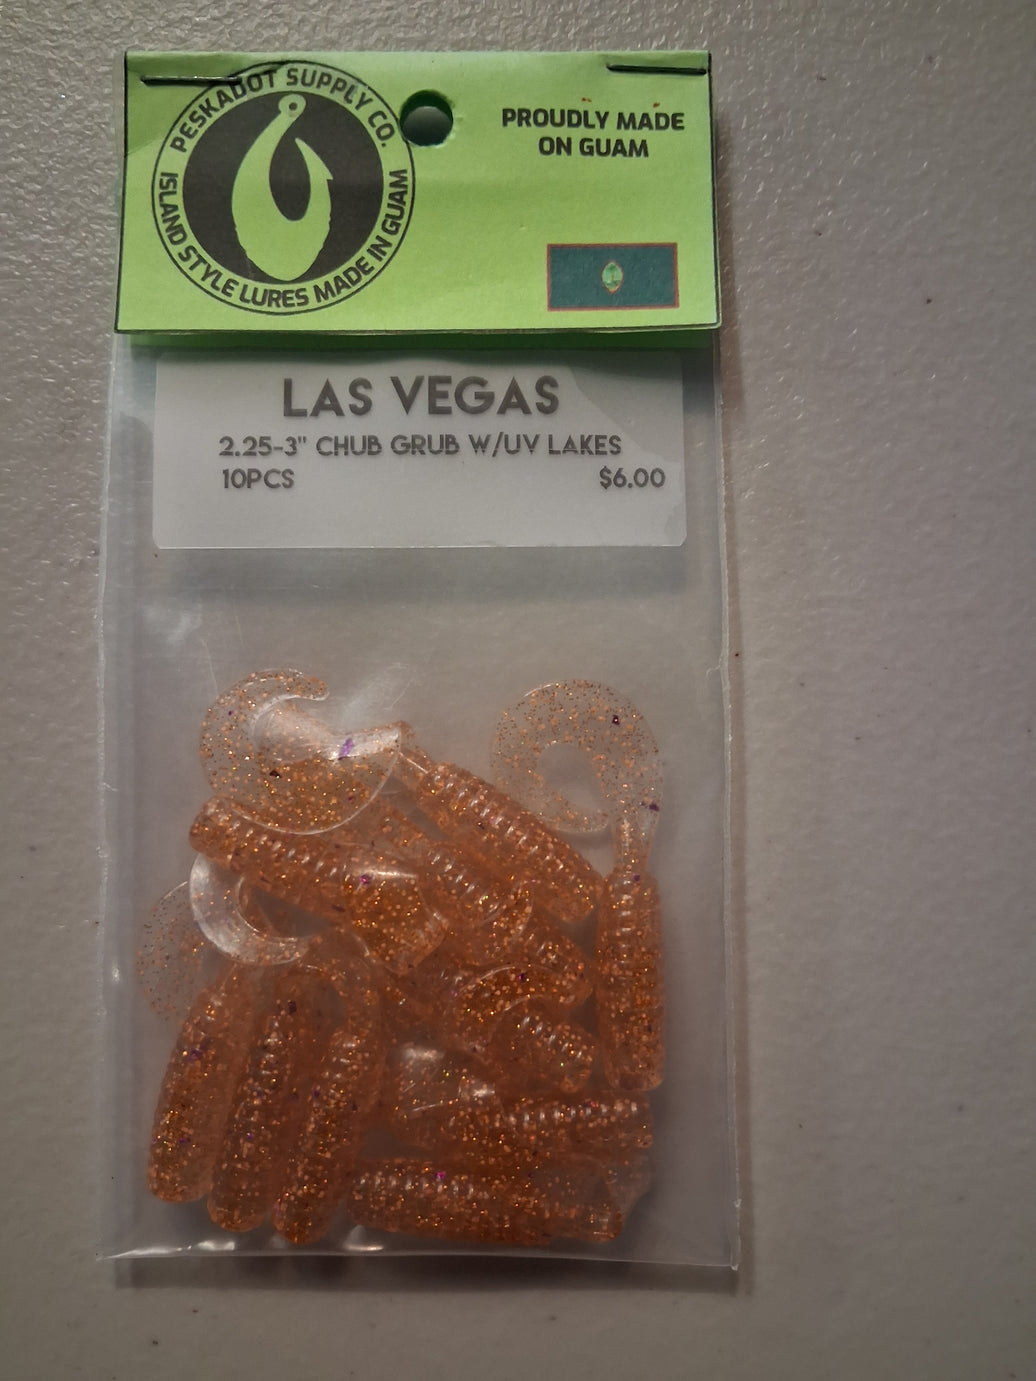 PESKADOT SUPPLY CO.
ISLAND STYLE LURES MADE IN GUAM
PROUDLY MADE
ON GUAM
LAS VEGAS
2.25-3" CHUB GRUB W/UV LAKES
10PCS $6.00